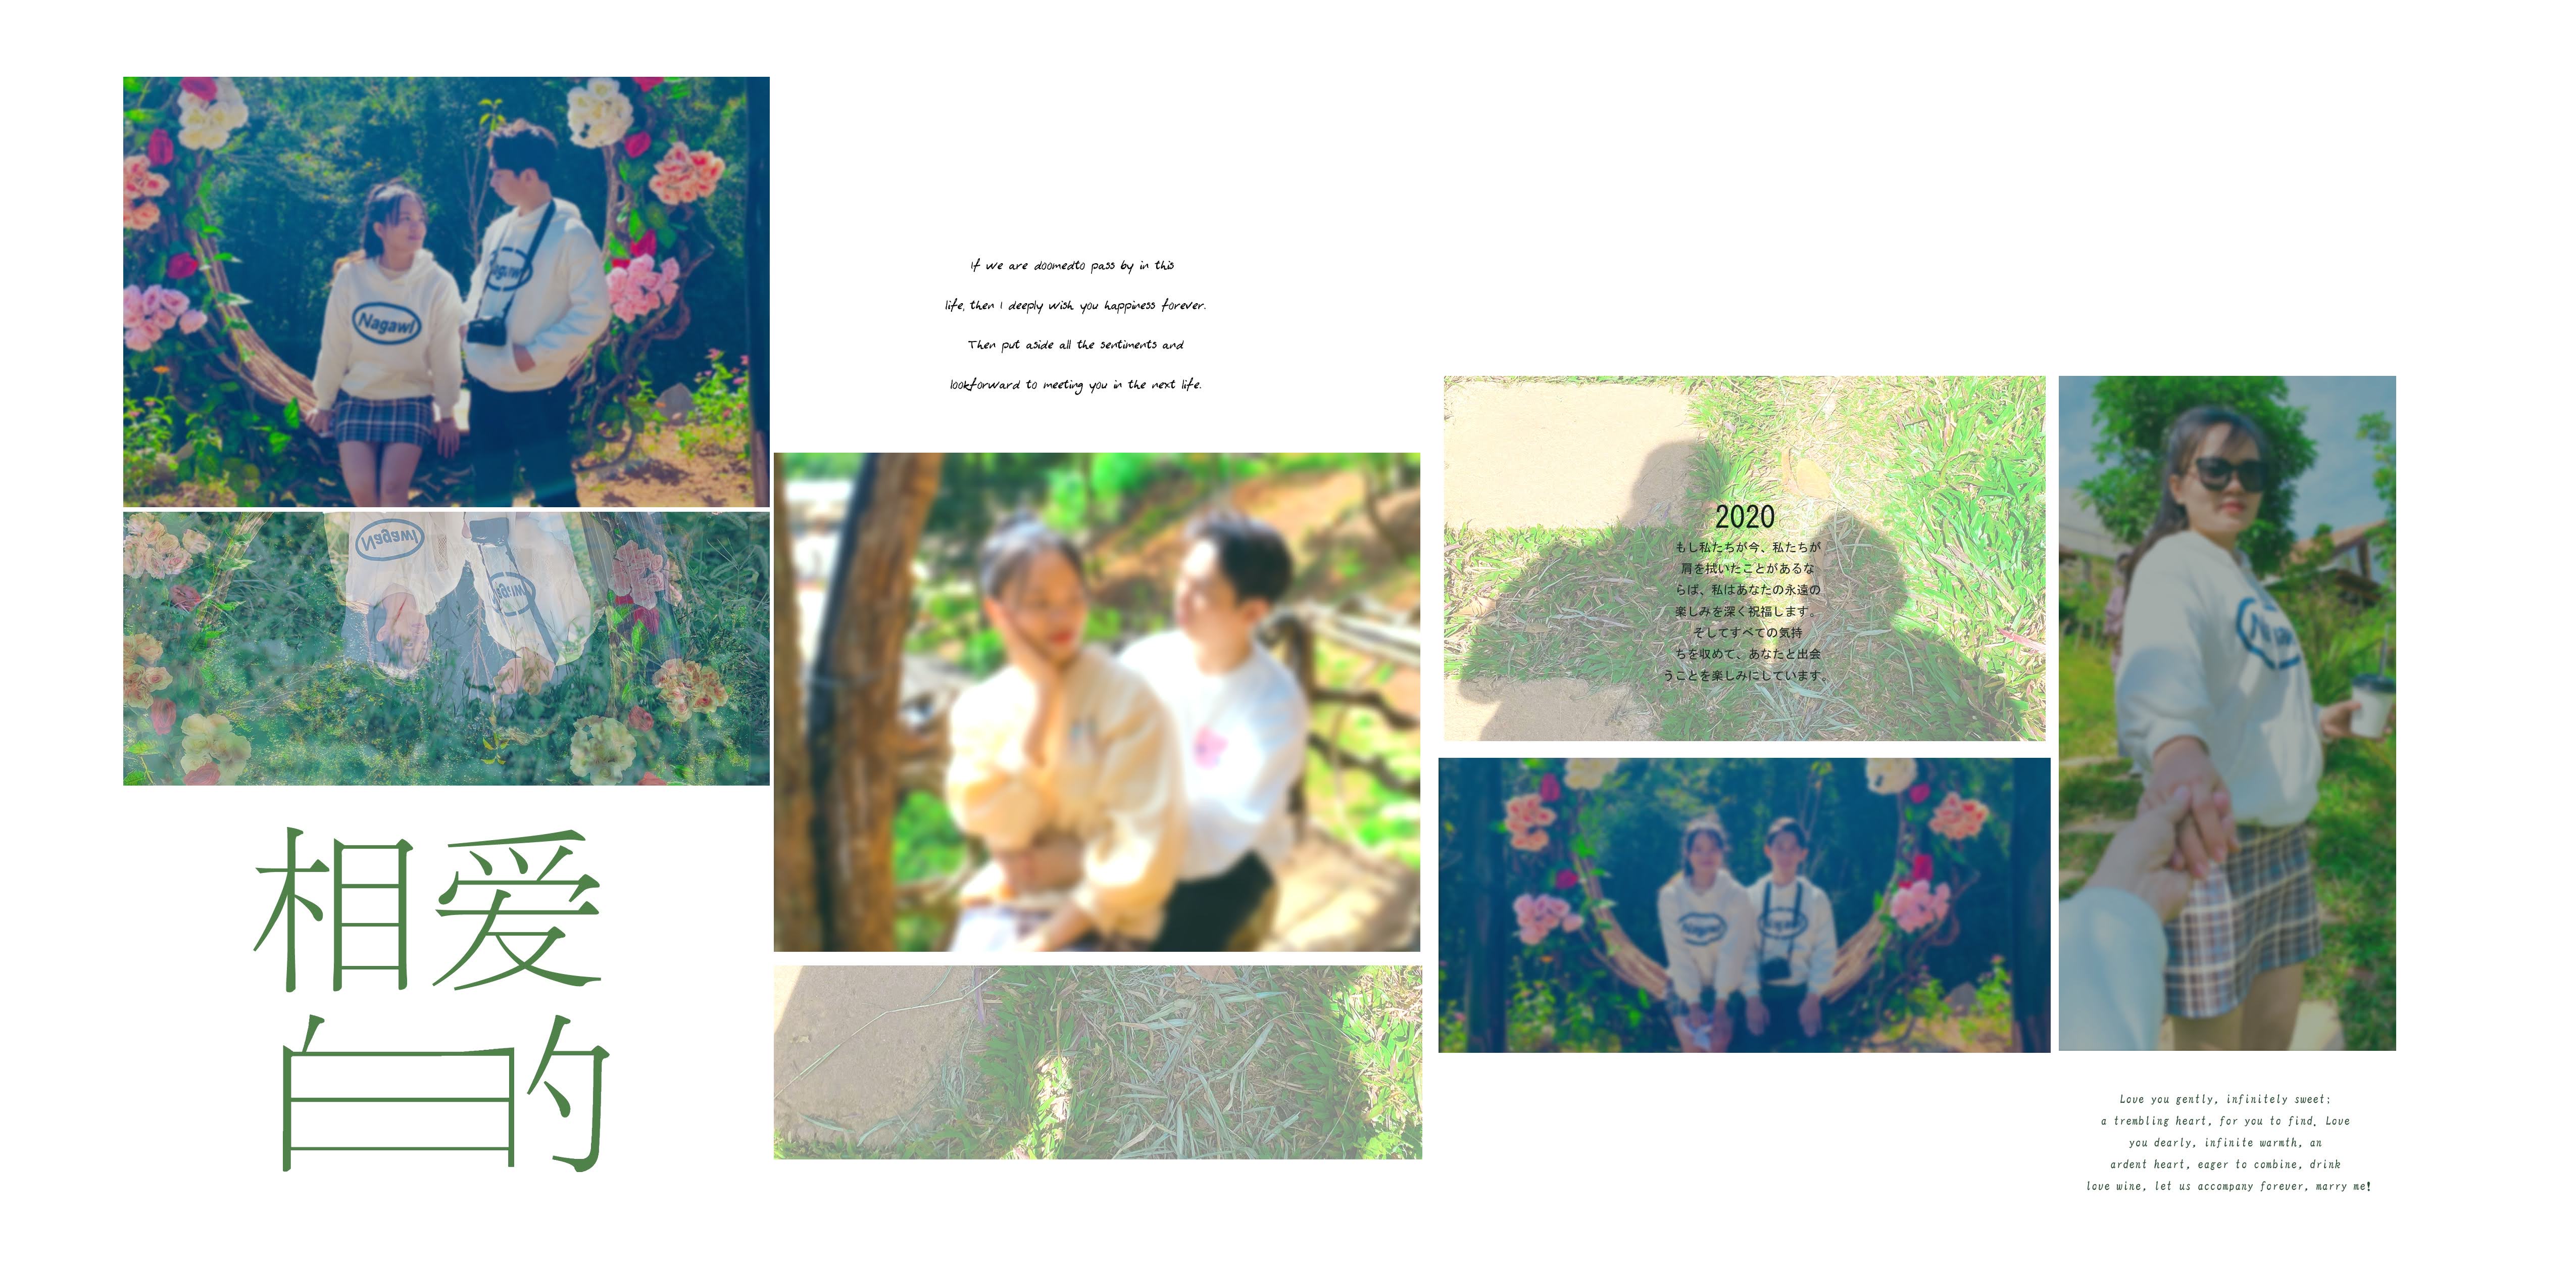 Nagawi
Nagawi
If we are doomedto pass by in this
life, then I deeply wish you happiness forever.
Then put aside all the sentiments and
lookforward to meeting you in the next life.
相爱
的
2020
もし私たちが今、私たちが
肩を拭いたことがあるな
らば、私はあなたの永遠の
楽しみを深く祝福します。
そしてすべての気持
ちを収めて、あなたと出会
うことを楽しみにしています。
Nagawi
Love you gently, infinitely sweet;
a trembling heart, for you to find. Love
you dearly, infinite warmth, an
ardent heart, eager to combine, drink
love wine, let us accompany forever, marry me!